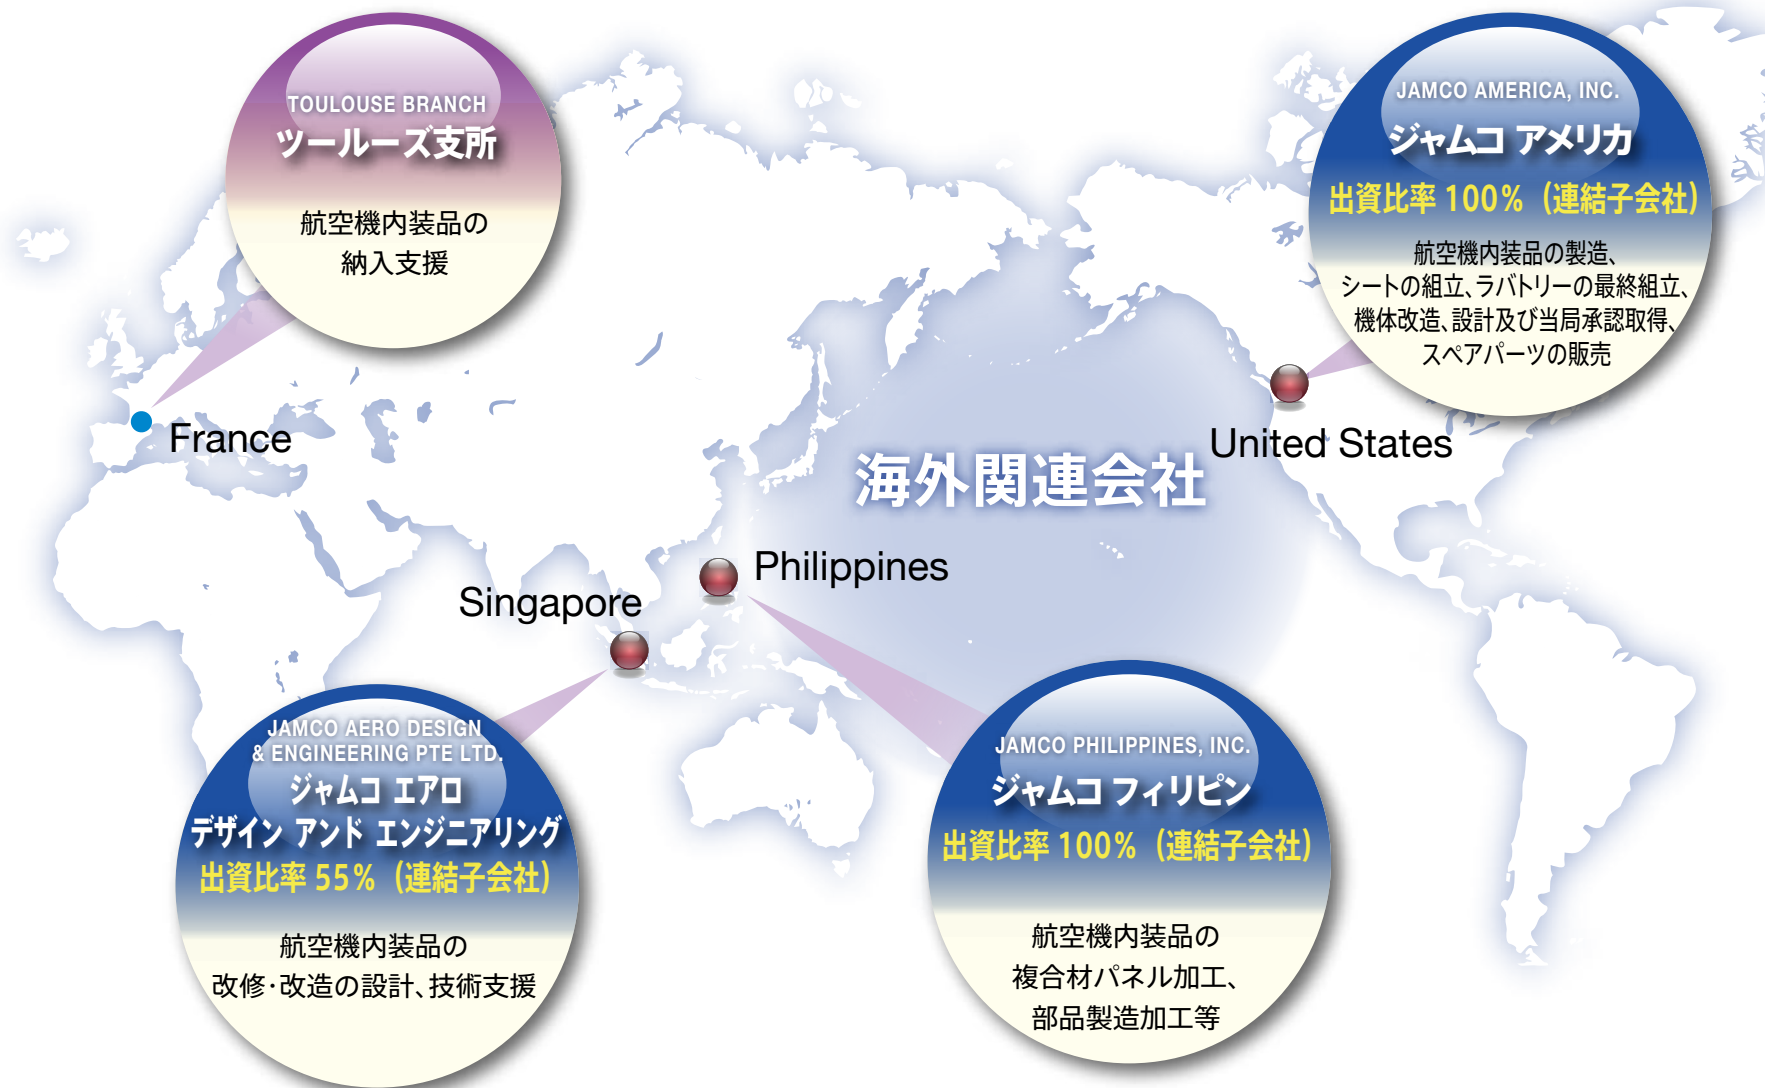 TOULOUSE BRANCH
ツールーズ支所
航空機内装品の
納入支援
JAMCO AMERICA, INC.
ジャムコ アメリカ
出資比率 100%（連結子会社）
航空機内装品の製造、
シートの組立、ラバトリーの最終組立、
機体改造、設計及び当局承認取得、
スペアパーツの販売
France
United States
海外関連会社
Philippines
Singapore
JAMCO AERO DESIGN
& ENGINEERING PTE LTD.
ジャムコ エアロ
デザイン アンド エンジニアリング
出資比率 55%（連結子会社）
航空機内装品の
改修・改造の設計、技術支援
JAMCO PHILIPPINES, INC.
ジャムコ フィリピン
出資比率 100%（連結子会社）
航空機内装品の
複合材パネル加工、
部品製造加工等